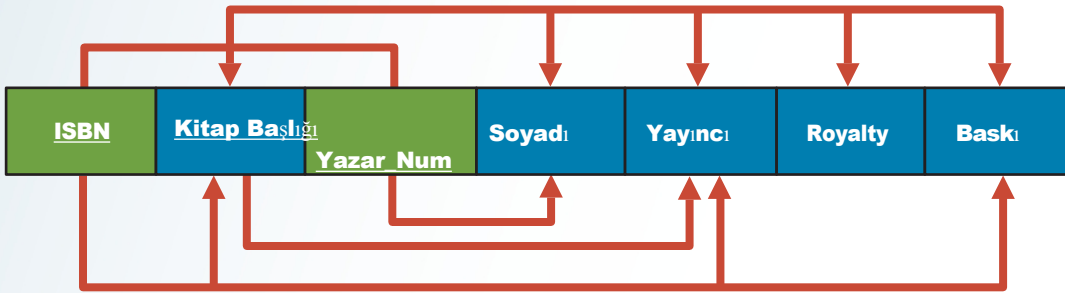 ISBN
Kitap Başlığı
Yazar_Num
Soyadı
Yayıncı
Royalty
Baskı